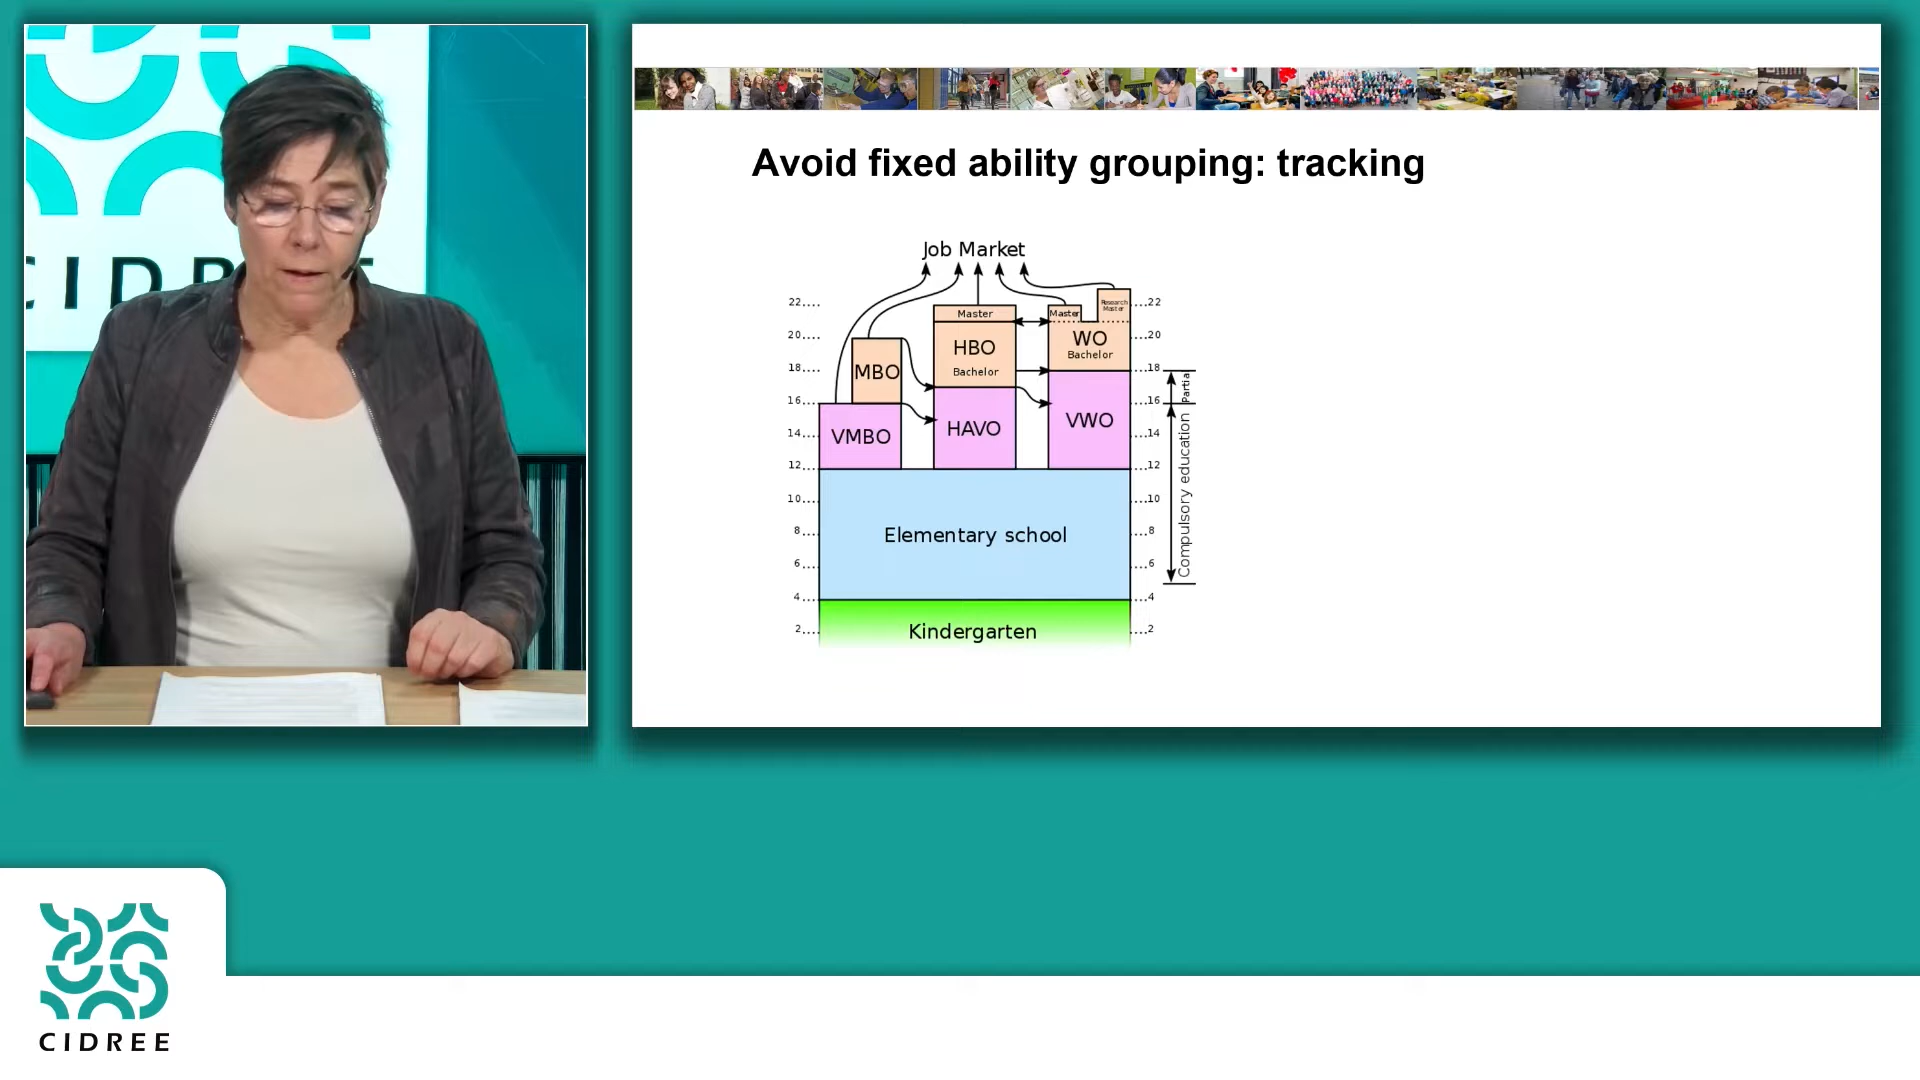 CIDREE
Avoid fixed ability grouping: tracking
Job Market
22.... Master Master Research Master ....22
20.... HBO WO ....20
Bachelor
18.... MBO Bachelor ....18 Partial
16.... ....16
VWO
14.... VMBO HAVO ....14
12.... ....12
10.... ....10
Compulsory education
8.... Elementary school ....8
6.... ....6
4.... ....4
2.... Kindergarten ....2
CIDREE